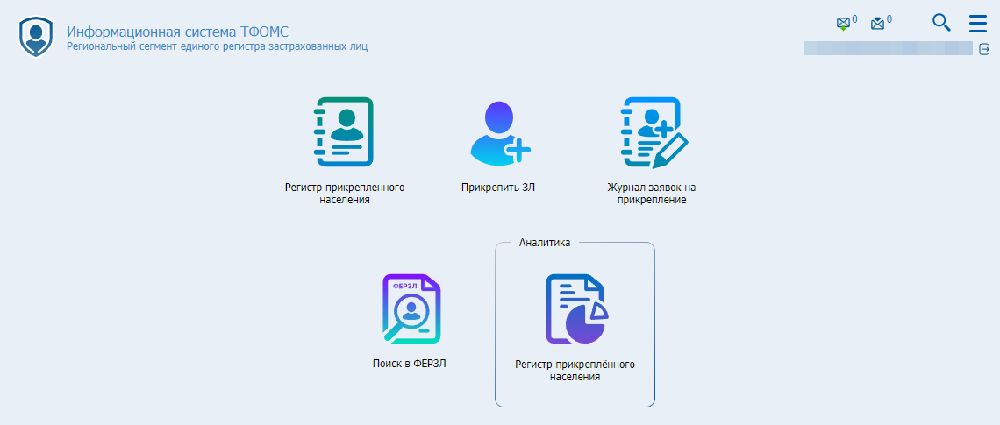 Информационная система ТФОМС
Региональный сегмент единого регистра застрахованных лиц
0
0
Регистр прикрепленного
населения
Прикрепить ЗЛ
Журнал заявок на
прикрепление
Аналитика
ФЕРЗЛ
Поиск в ФЕРЗЛ
Регистр прикреплённого
населения